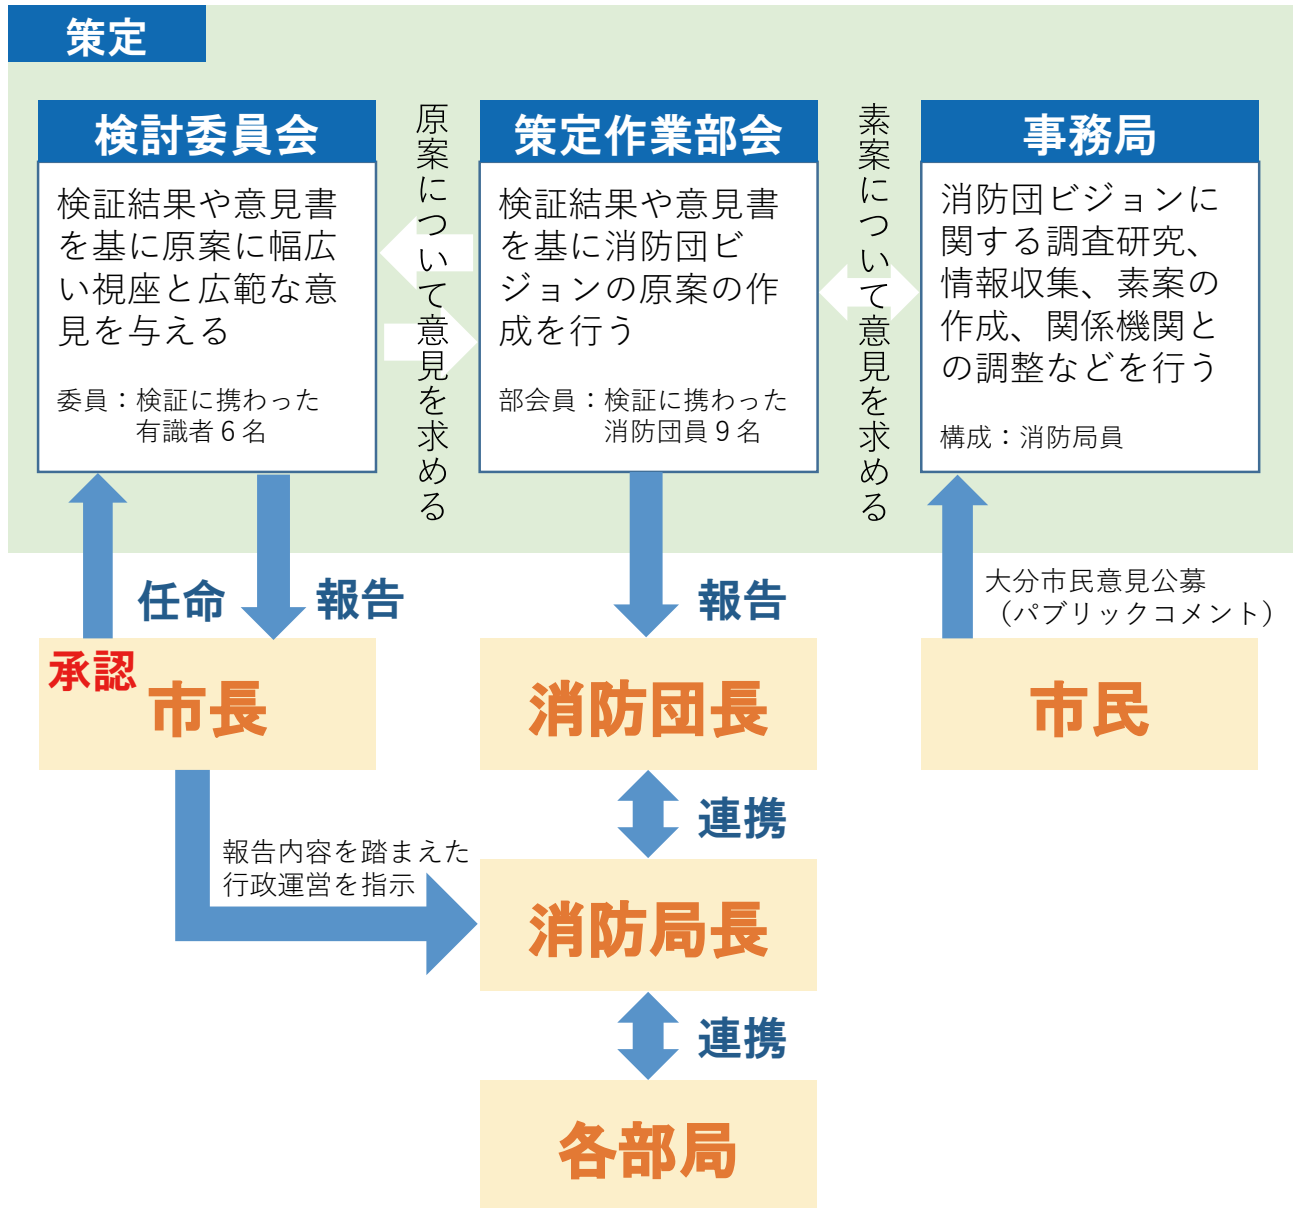 策定
検討委員会
検証結果や意見書
を基に原案に幅広
い視座と広範な意
見を与える
委員：検証に携わった
有識者６名
原案について意見を求める
策定作業部会
検証結果や意見書
を基に消防団ビ
ジョンの原案の作
成を行う
部会員：検証に携わった
消防団員９名
素案について意見を求める
事務局
消防団ビジョンに
関する調査研究、
情報収集、素案の
作成、関係機関と
の調整などを行う
構成：消防局員
任命
報告
報告
大分市民意見公募
（パブリックコメント）
承認
市長
消防団長
市民
連携
報告内容を踏まえた
行政運営を指示
消防局長
連携
各部局